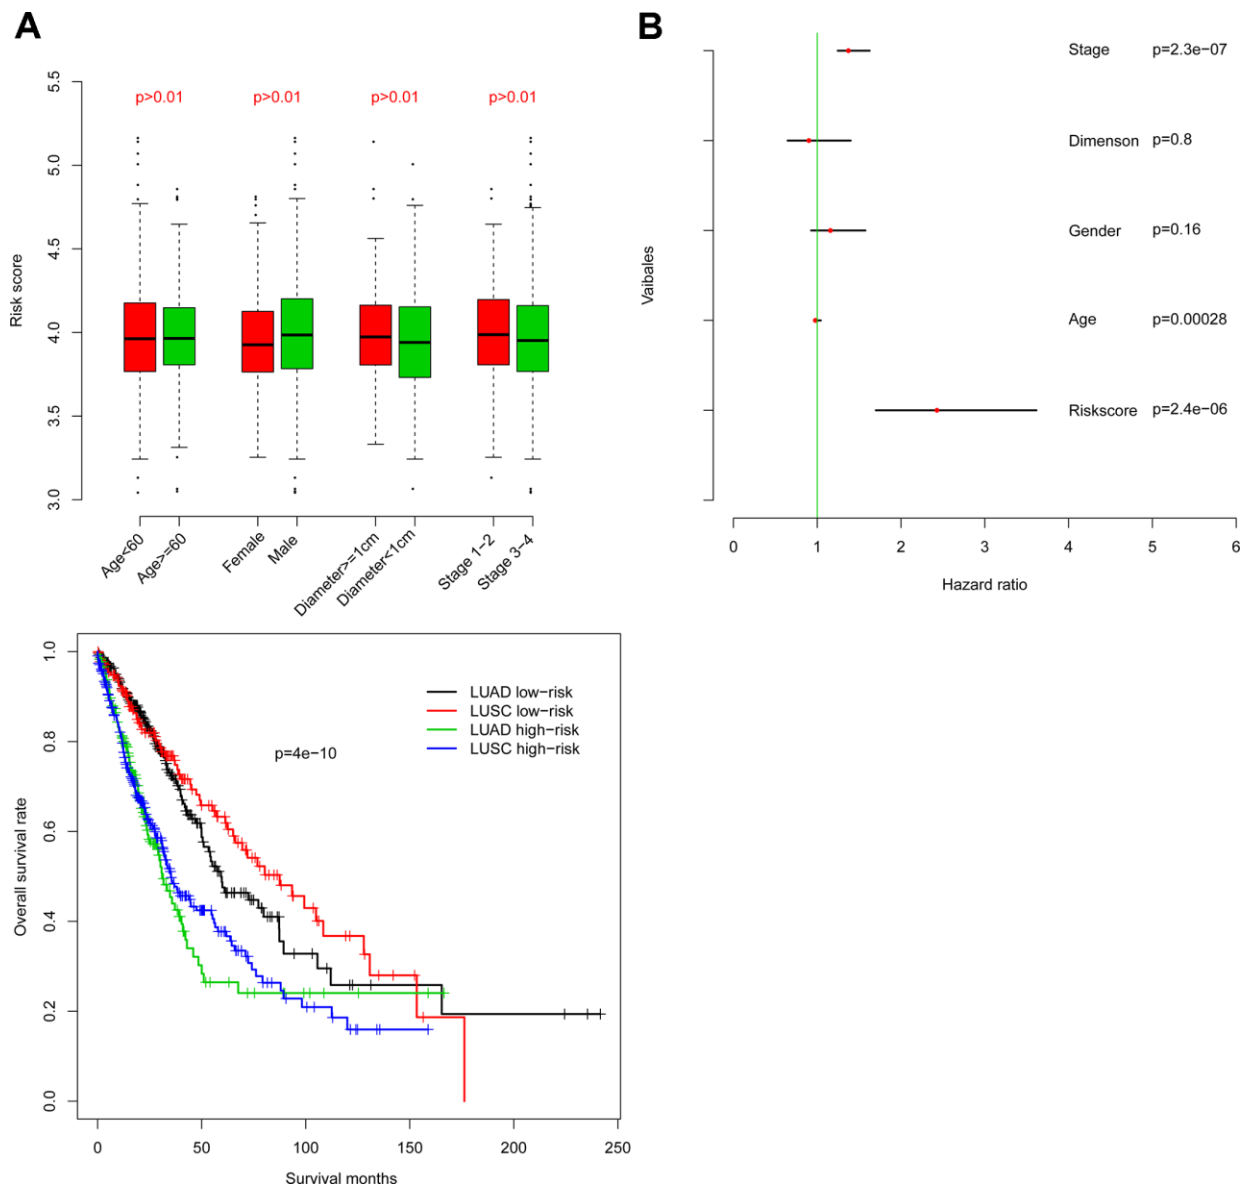 A
5.5
5.0
4.5
4.0
3.5
3.0
Risk score
p>0.01
p>0.01
p>0.01
p>0.01
Age<60
Age>=60
Female
Male
Diameter>=1cm
Diameter<1cm
Stage 1−2
Stage 3−4
B
Vaibales
Stage p=2.3e−07
Dimenson p=0.8
Gender p=0.16
Age p=0.00028
Riskscore p=2.4e−06
0 1 2 3 4 5 6
Hazard ratio
1.0
0.8
0.6
0.4
0.2
0.0
Overall survival rate
LUAD low−risk
LUSC low−risk
LUAD high−risk
LUSC high−risk
p=4e−10
0 50 100 150 200 250
Survival months